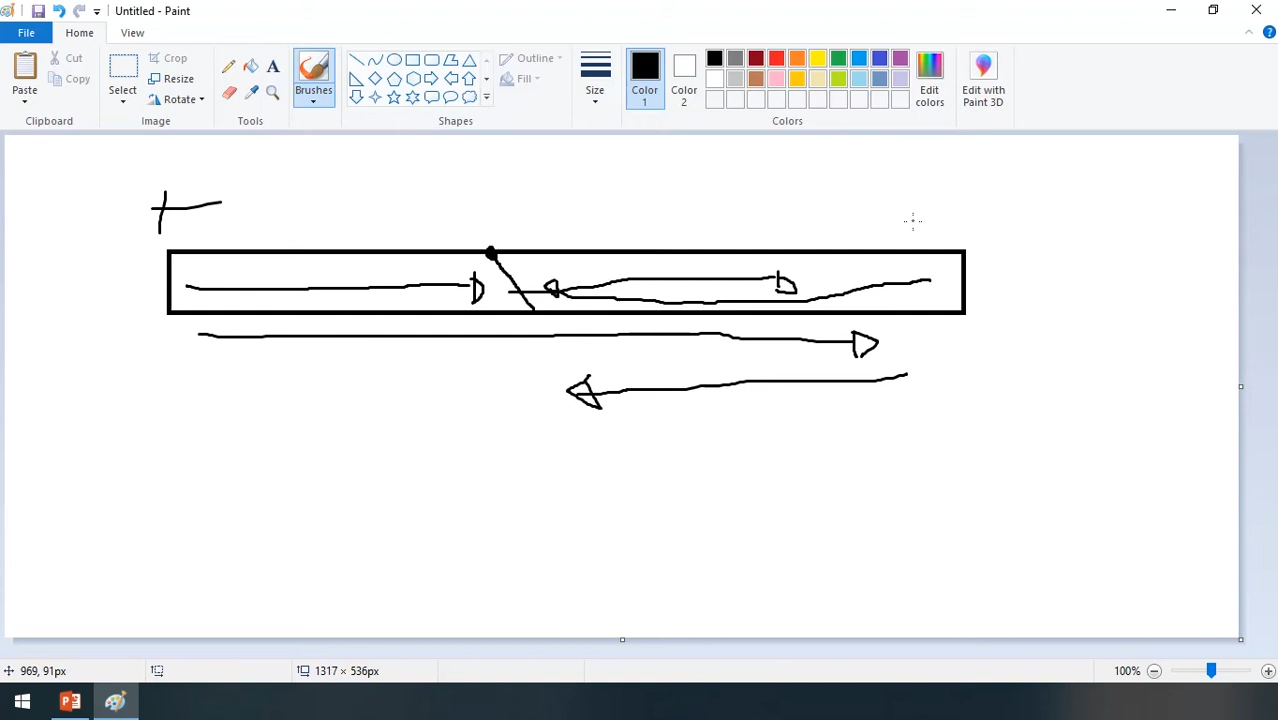 Untitled - Paint
File Home View
Paste
Cut
Copy
Clipboard
Select
Crop
Resize
Rotate
Image
Tools
Brushes
Shapes
Outline
Fill
Size
Color 1
Color 2
Colors
Edit colors
Edit with Paint 3D
969, 91px
1317 × 536px
100%